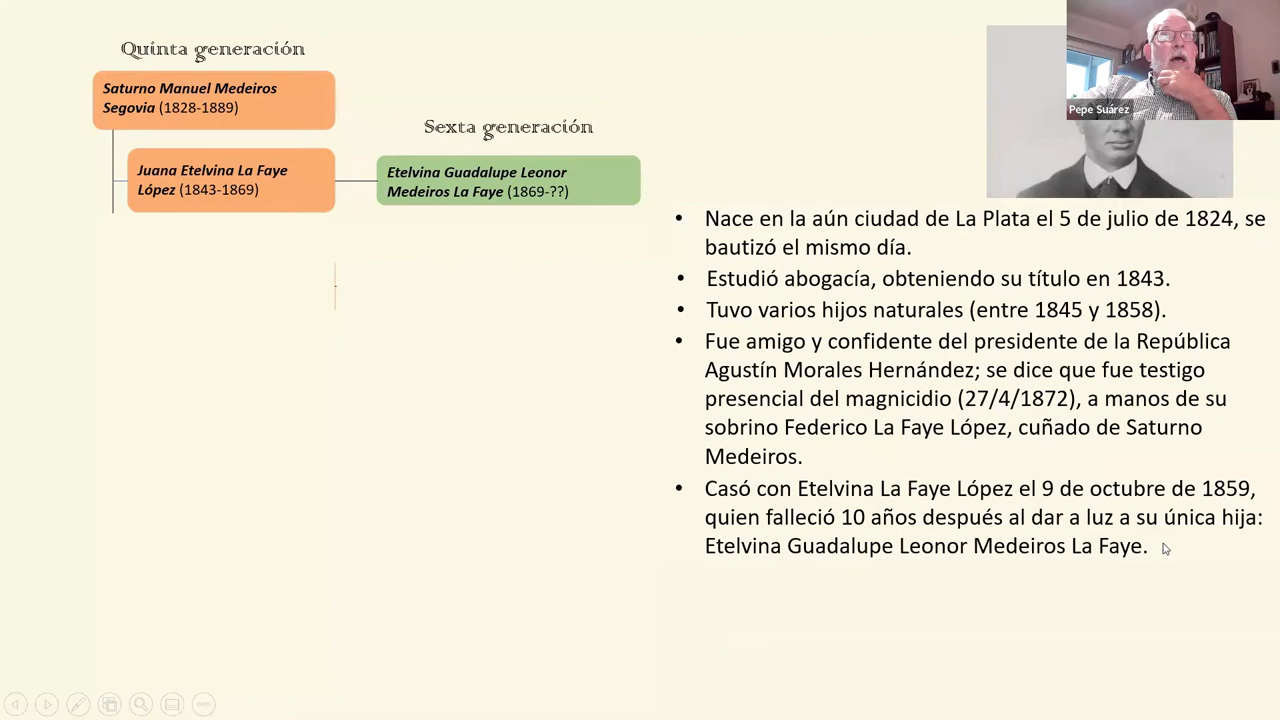 Quinta generación
Saturno Manuel Medeiros
Segovia (1828-1889)
Sexta generación
Juana Etelvina La Faye
López (1843-1869)
Etelvina Guadalupe Leonor
Medeiros La Faye (1869-??)
Pepe Suárez
• Nace en la aún ciudad de La Plata el 5 de julio de 1824, se
bautizó el mismo día.
• Estudió abogacía, obteniendo su título en 1843.
• Tuvo varios hijos naturales (entre 1845 y 1858).
• Fue amigo y confidente del presidente de la República
Agustín Morales Hernández; se dice que fue testigo
presencial del magnicidio (27/4/1872), a manos de su
sobrino Federico La Faye López, cuñado de Saturno
Medeiros.
• Casó con Etelvina La Faye López el 9 de octubre de 1859,
quien falleció 10 años después al dar a luz a su única hija:
Etelvina Guadalupe Leonor Medeiros La Faye.